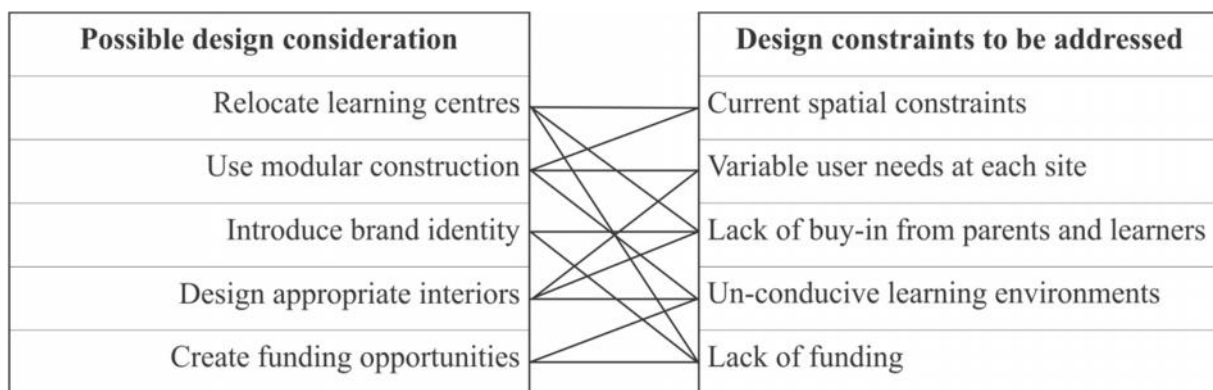 Possible design consideration
Design constraints to be addressed
Relocate learning centres
Current spatial constraints
Use modular construction
Variable user needs at each site
Introduce brand identity
Lack of buy-in from parents and learners
Design appropriate interiors
Un-conducive learning environments
Create funding opportunities
Lack of funding